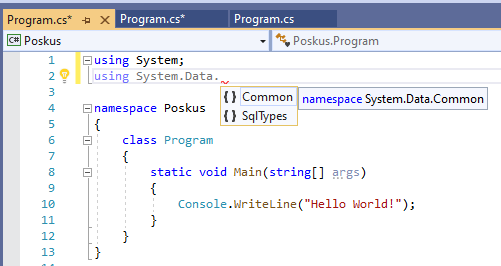 Program.cs* Program.cs* Program.cs*
C# Poskus Poskus.Program
1 using System;
2 using System.Data.
{ } Common namespace System.Data.Common
{ } SqlTypes
3
4 namespace Poskus
5 {
6 class Program
7 {
8 static void Main(string[] args)
9 {
10 Console.WriteLine("Hello World!");
11 }
12 }
13 }